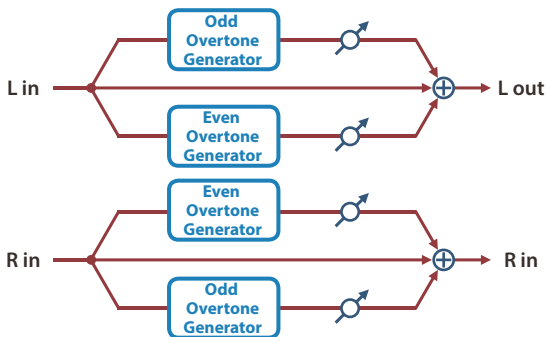 Odd
Overtone
Generator
L in
L out
Even
Overtone
Generator
Even
Overtone
Generator
R in
R in
Odd
Overtone
Generator